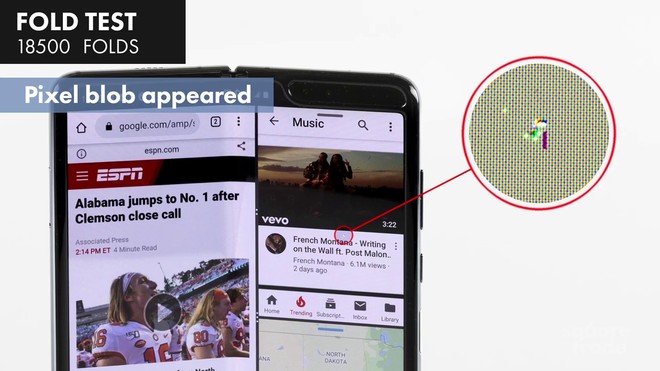 FOLD TEST
18500 FOLDS
Pixel blob appeared
google.com/amp/s
2
espn.com
ESPN
Alabama jumps to No. 1 after
Clemson close call
Associated Press
2:14 PM ET 4 Minute Read
16
80
Music
vevo
3:22
French Montana - Writing
on the Wall ft. Post Malon..
French Montana · 6.1M views ·
2 days ago
Home
Trending
Subscript..
Inbox
Library
ANA
NORTH
DAKOTA